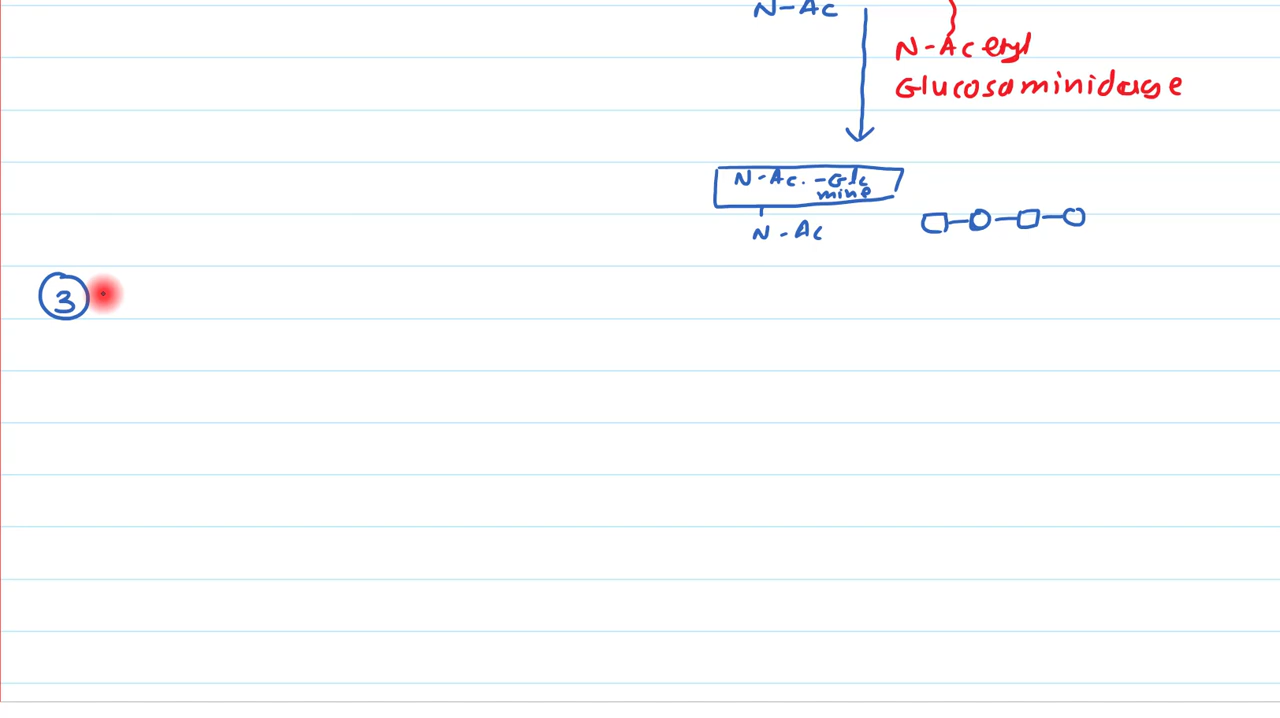 N-Ac
N-Acetyl
Glucosaminidase
N-Ac. -Glc
mine
N-Ac
3